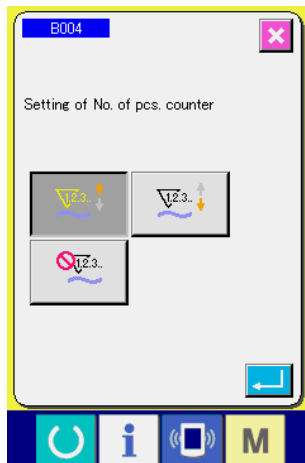 B004
Setting of No. of pcs. counter
1.2.3.. 1.2.3..
1.2.3..
i M